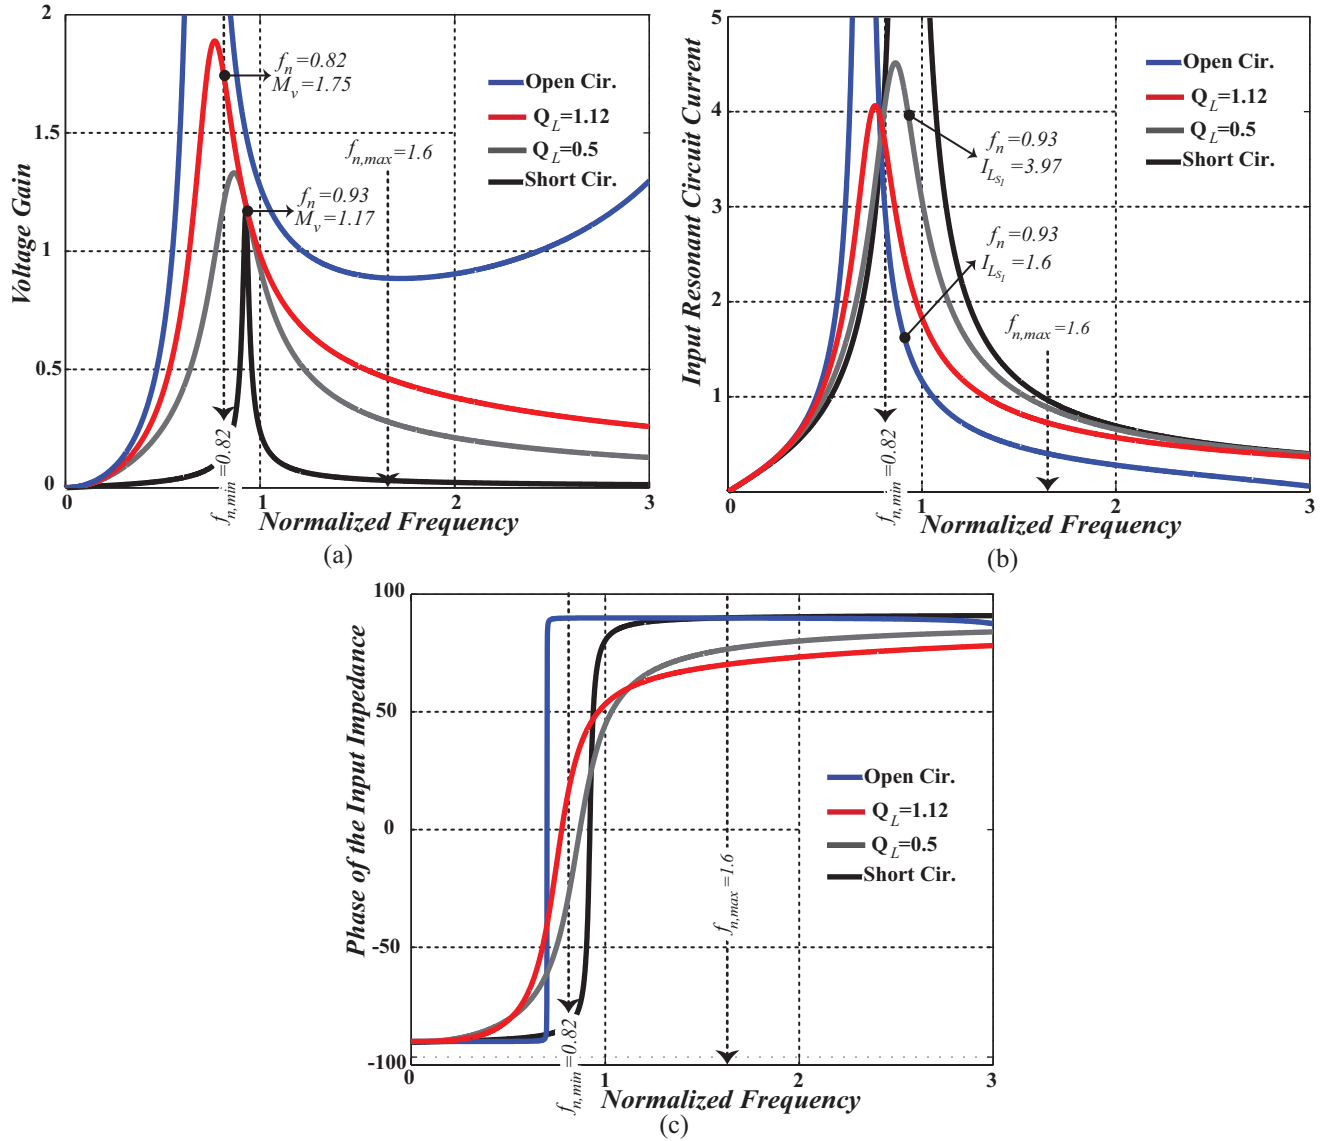 2
1.5
1
0.5
0
0
1
2
3
Voltage Gain
Normalized Frequency
f_n=0.82
M_v=1.75
f_n,max=1.6
f_n=0.93
M_v=1.17
f_n,min=0.82
Open Cir.
Q_L=1.12
Q_L=0.5
Short Cir.
(a)
5
4
3
2
1
0
1
2
3
Input Resonant Circuit Current
Normalized Frequency
Open Cir.
Q_L=1.12
Q_L=0.5
Short Cir.
f_n=0.93
I_L_S_I=3.97
f_n=0.93
I_L_S_I=1.6
f_n,max=1.6
f_n,min=0.82
(b)
100
50
0
-50
-100
0
1
2
3
Phase of the Input Impedance
Normalized Frequency
Open Cir.
Q_L=1.12
Q_L=0.5
Short Cir.
f_n,max=1.6
f_n,min=0.82
(c)